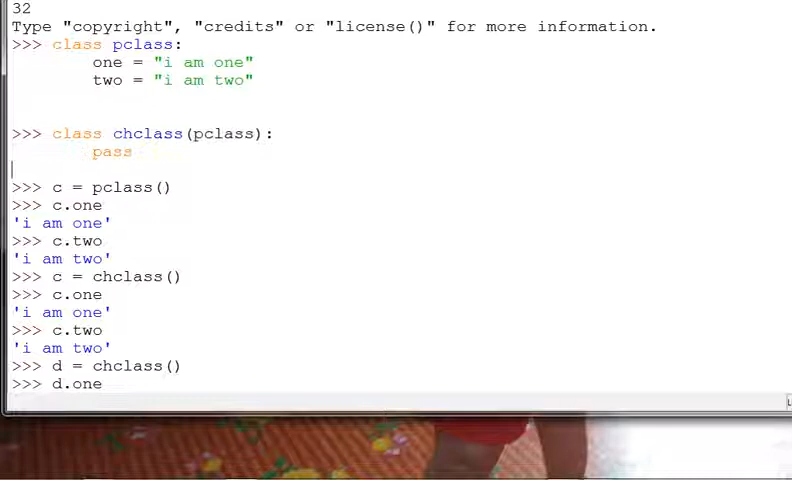 32
Type "copyright", "credits" or "license()" for more information.
>>> class pclass:
        one = "i am one"
        two = "i am two"
>>> class chclass(pclass):
        pass
>>> c = pclass()
>>> c.one
'i am one'
>>> c.two
'i am two'
>>> c = chclass()
>>> c.one
'i am one'
>>> c.two
'i am two'
>>> d = chclass()
>>> d.one